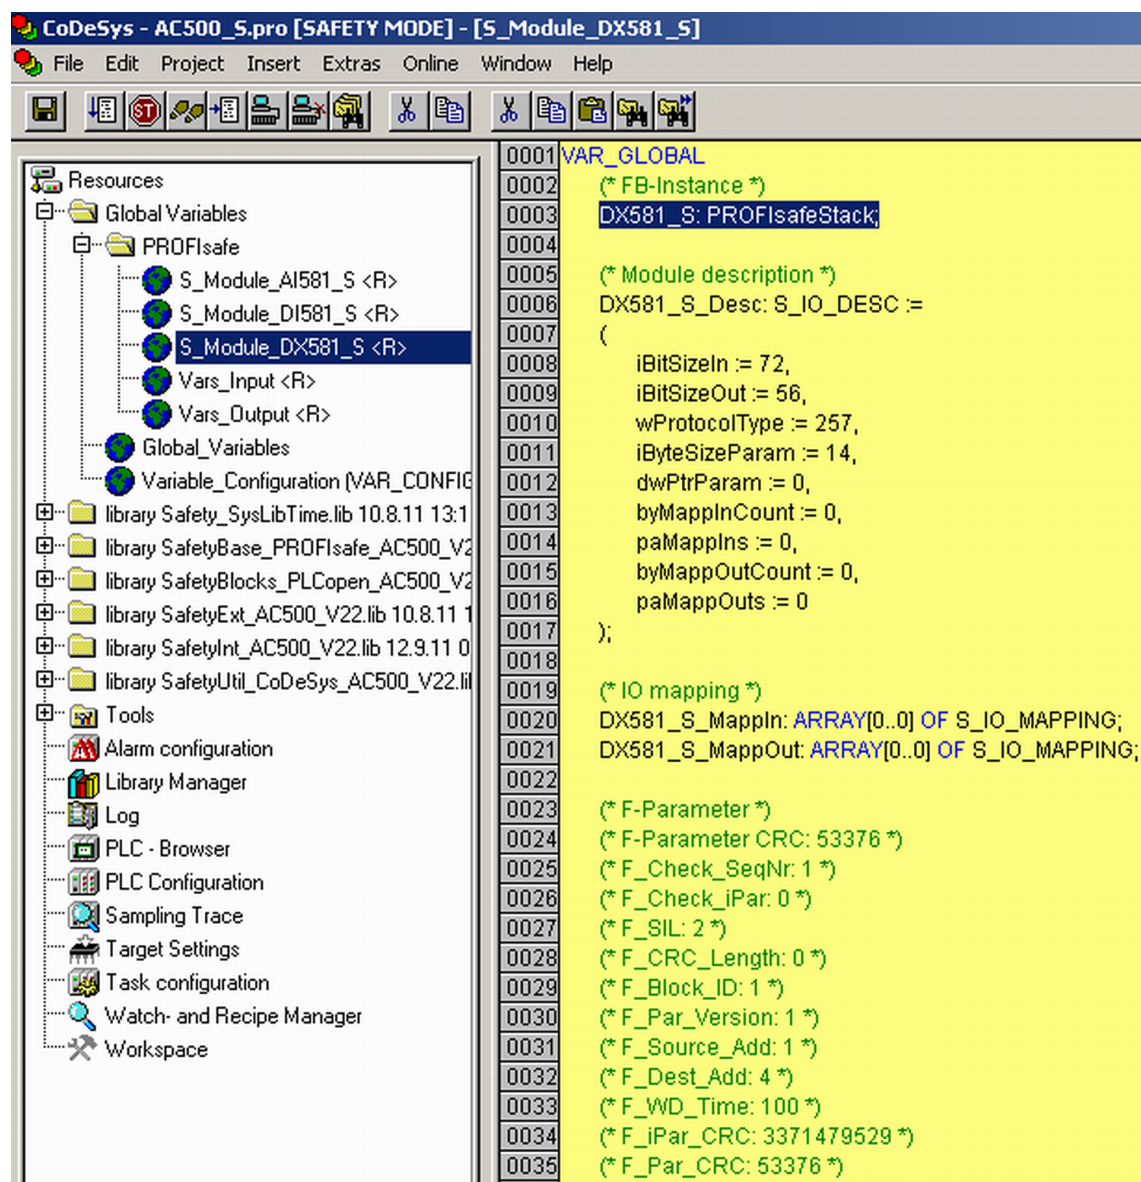 CoDeSys - AC500_S.pro [SAFETY MODE] - [S_Module_DX581_S]
File Edit Project Insert Extras Online Window Help
ST
Resources
Global Variables
PROFIsafe
S_Module_AI581_S <R>
S_Module_DI581_S <R>
S_Module_DX581_S <R>
Vars_Input <R>
Vars_Output <R>
Global_Variables
Variable_Configuration (VAR_CONFIG
library Safety_SysLibTime.lib 10.8.11 13:1
library SafetyBase_PROFIsafe_AC500_V2
library SafetyBlocks_PLCopen_AC500_V2
library SafetyExt_AC500_V22.lib 10.8.11 1
library SafetyInt_AC500_V22.lib 12.9.11 0
library SafetyUtil_CoDeSys_AC500_V22.lil
Tools
Alarm configuration
Library Manager
Log
PLC - Browser
PLC Configuration
Sampling Trace
Target Settings
Task configuration
Watch- and Recipe Manager
Workspace
0001 VAR_GLOBAL
0002 (* FB-Instance *)
0003 DX581_S: PROFIsafeStack;
0004
0005 (* Module description *)
0006 DX581_S_Desc: S_IO_DESC :=
0007 (
0008 iBitSizeIn := 72,
0009 iBitSizeOut := 56,
0010 wProtocolType := 257,
0011 iByteSizeParam := 14,
0012 dwPtrParam := 0,
0013 byMappInCount := 0,
0014 paMappIns := 0,
0015 byMappOutCount := 0,
0016 paMappOuts := 0
0017 );
0018
0019 (* IO mapping *)
0020 DX581_S_MappIn: ARRAY[0..0] OF S_IO_MAPPING;
0021 DX581_S_MappOut: ARRAY[0..0] OF S_IO_MAPPING;
0022
0023 (* F-Parameter *)
0024 (* F-Parameter CRC: 53376 *)
0025 (* F_Check_SeqNr: 1 *)
0026 (* F_Check_iPar: 0 *)
0027 (* F_SIL: 2 *)
0028 (* F_CRC_Length: 0 *)
0029 (* F_Block_ID: 1 *)
0030 (* F_Par_Version: 1 *)
0031 (* F_Source_Add: 1 *)
0032 (* F_Dest_Add: 4 *)
0033 (* F_WD_Time: 100 *)
0034 (* F_iPar_CRC: 3371479529 *)
0035 (* F_Par_CRC: 53376 *)